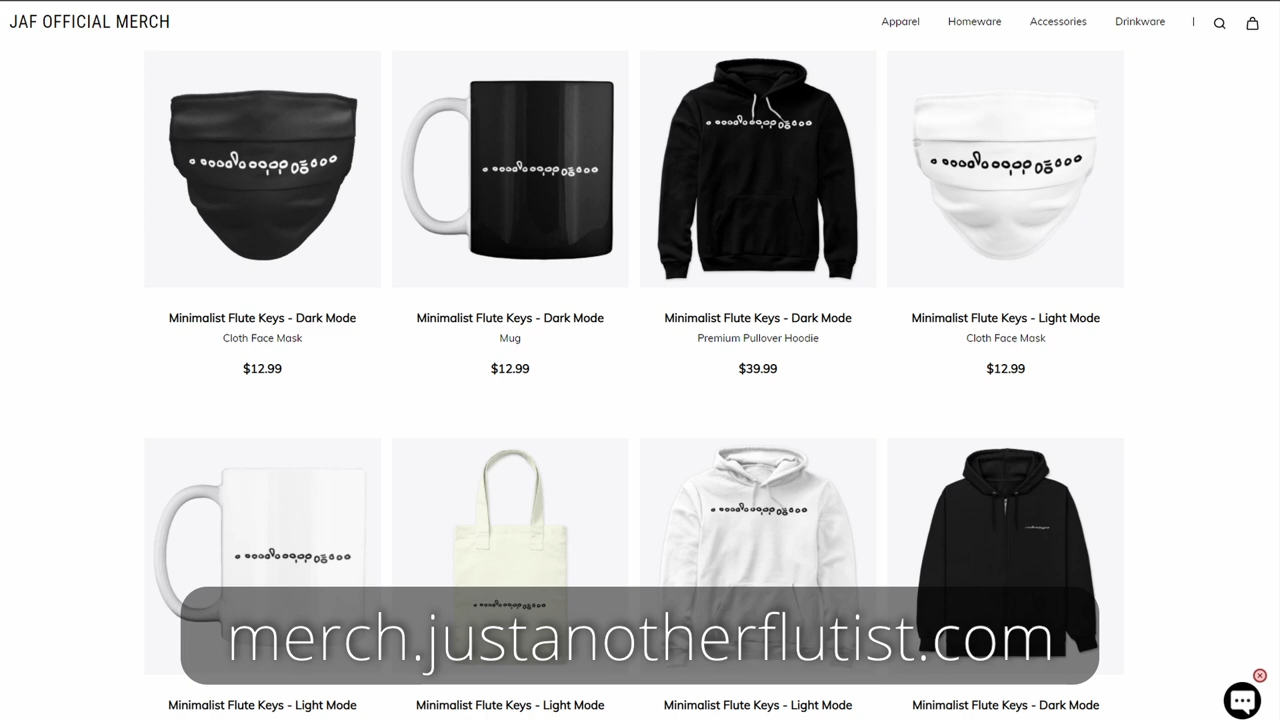 JAF OFFICIAL MERCH
Apparel Homeware Accessories Drinkware |
Minimalist Flute Keys - Dark Mode
Cloth Face Mask
$12.99
Minimalist Flute Keys - Dark Mode
Mug
$12.99
Minimalist Flute Keys - Dark Mode
Premium Pullover Hoodie
$39.99
Minimalist Flute Keys - Light Mode
Cloth Face Mask
$12.99
merch.justanotherflutist.com
Minimalist Flute Keys - Light Mode
Minimalist Flute Keys - Light Mode
Minimalist Flute Keys - Light Mode
Minimalist Flute Keys - Dark Mode